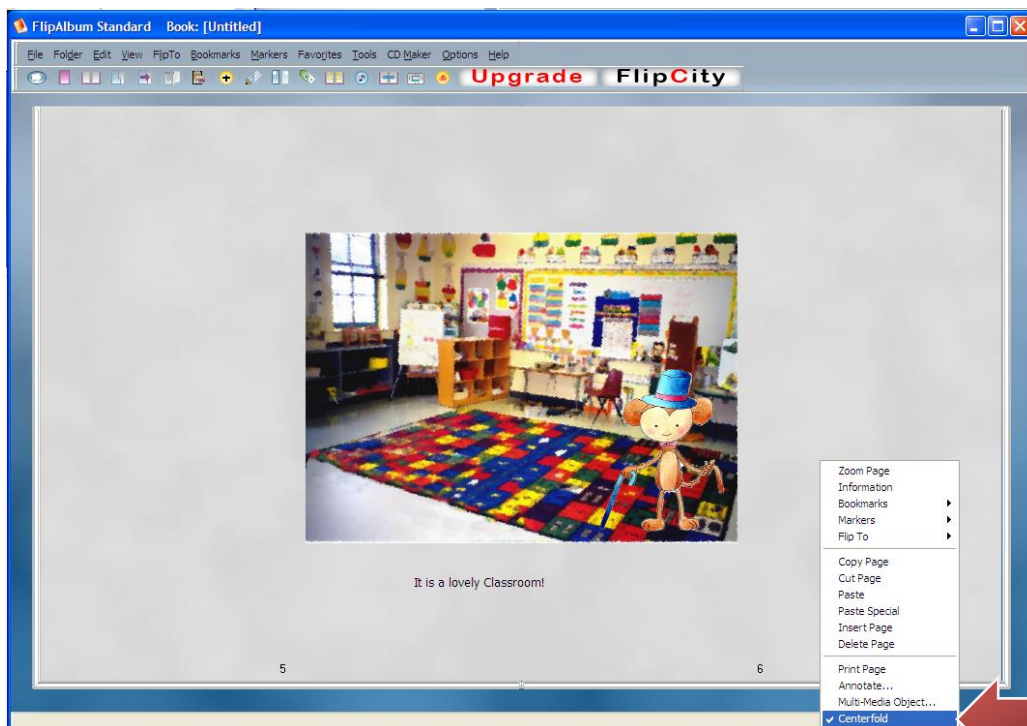 FlipAlbum Standard Book: [Untitled]
File Folder Edit View FlipTo Bookmarks Markers Favorites Tools CD Maker Options Help
Upgrade FlipCity
It is a lovely Classroom!
5 6
Zoom Page
Information
Bookmarks
Markers
Flip To
Copy Page
Cut Page
Paste
Paste Special
Insert Page
Delete Page
Print Page
Annotate...
Multi-Media Object...
Centerfold